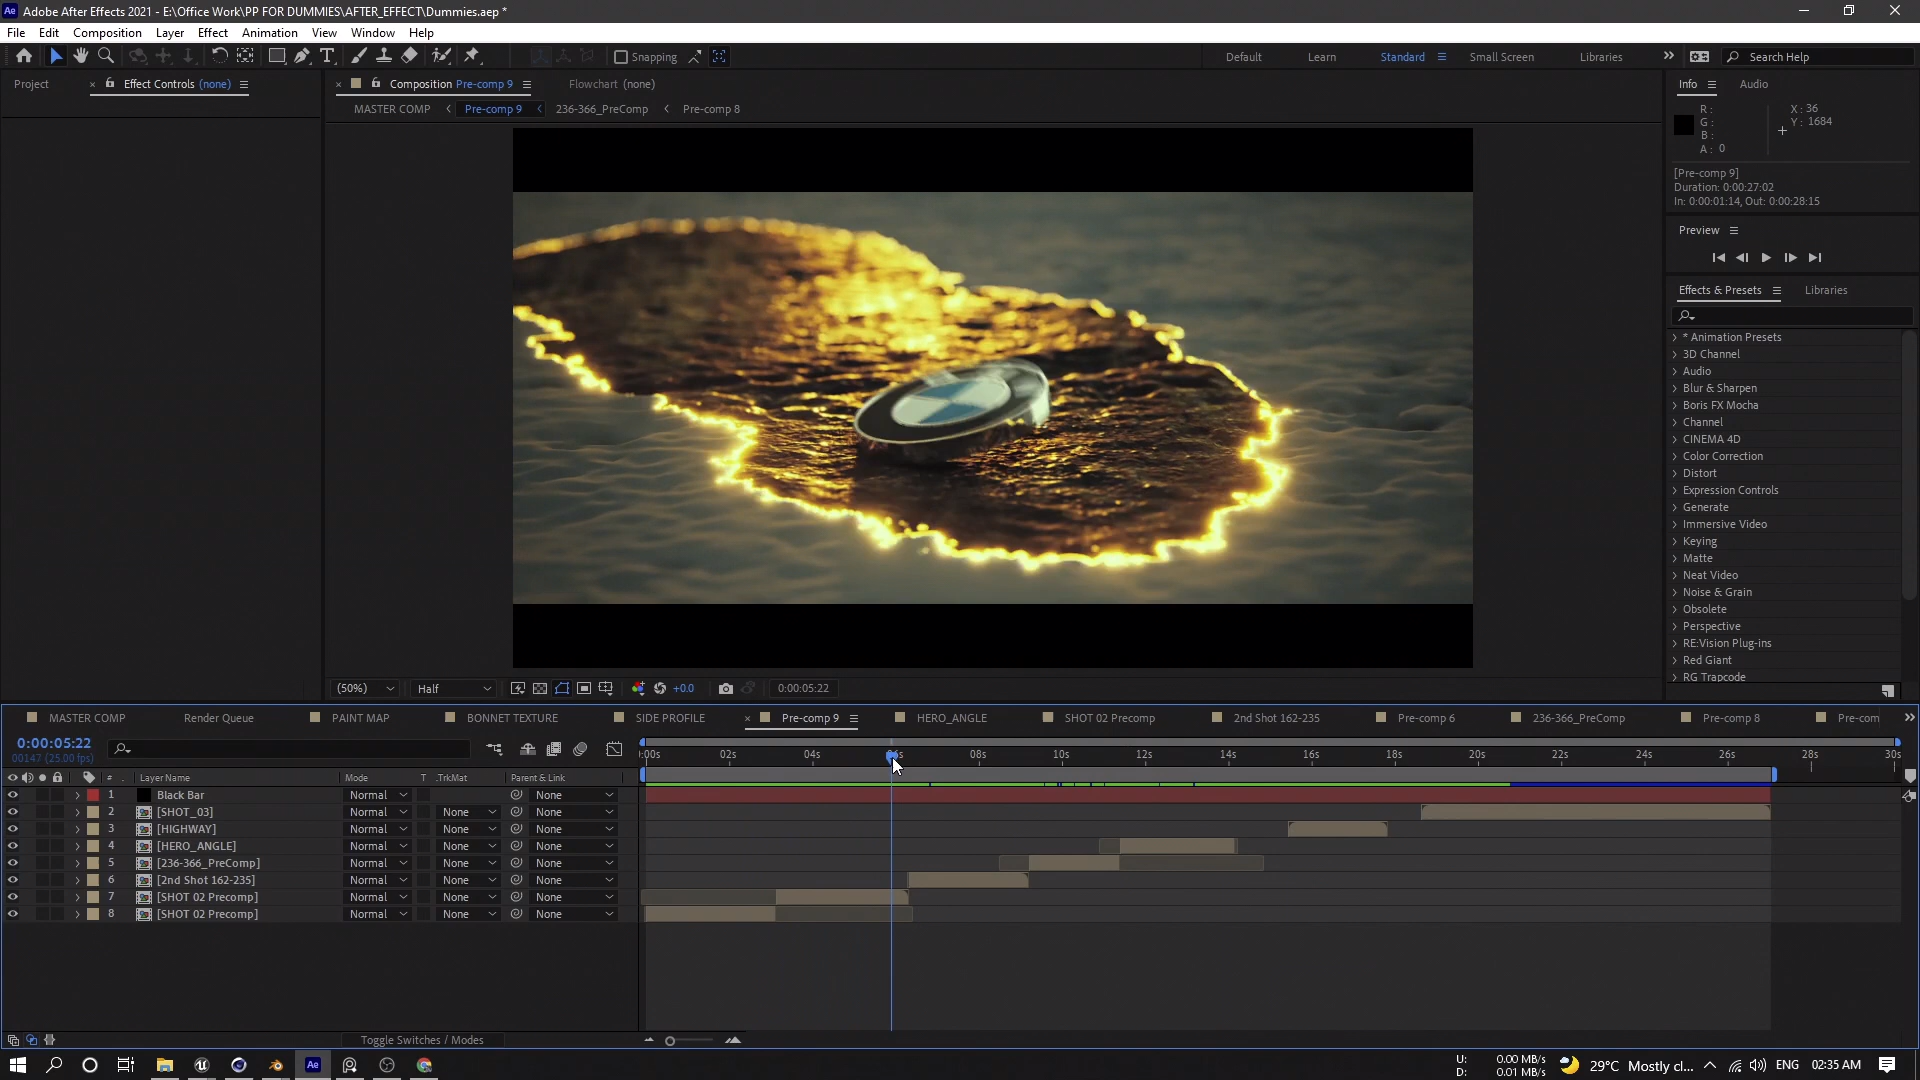 Adobe After Effects 2021 - E:\Office Work\PP FOR DUMMIES\AFTER_EFFECT\Dummies.aep *
File Edit Composition Layer Effect Animation View Window Help
Snapping Default Learn Standard Small Screen Libraries Search Help
Project Effect Controls (none) Composition Pre-comp 9 Flowchart (none) Info Audio
MASTER COMP Pre-comp 9 236-366_PreComp Pre-comp 8
R : X : 36
G : Y : 1684
B :
A : 0
[Pre-comp 9]
Duration: 0:00:27:02
In: 0:00:01:14, Out: 0:00:28:15
Preview
Effects & Presets Libraries
* Animation Presets
3D Channel
Audio
Blur & Sharpen
Boris FX Mocha
Channel
CINEMA 4D
Color Correction
Distort
Expression Controls
Generate
Immersive Video
Keying
Matte
Neat Video
Noise & Grain
Obsolete
Perspective
RE:Vision Plug-ins
Red Giant
RG Trapcode
(50%) Half +0.0 0:00:05:22
MASTER COMP Render Queue PAINT MAP BONNET TEXTURE SIDE PROFILE Pre-comp 9 HERO_ANGLE SHOT 02 Precomp 2nd Shot 162-235 Pre-comp 6 236-366_PreComp Pre-comp 8 Pre-com
0:00:05:22
00147 (25.00 fps)
:00s 02s 04s 06s 08s 10s 12s 14s 16s 18s 20s 22s 24s 26s 28s 30s
# Layer Name Mode T .TrkMat Parent & Link
1 Black Bar Normal None
2 [SHOT_03] Normal None None
3 [HIGHWAY] Normal None None
4 [HERO_ANGLE] Normal None None
5 [236-366_PreComp] Normal None None
6 [2nd Shot 162-235] Normal None None
7 [SHOT 02 Precomp] Normal None None
8 [SHOT 02 Precomp] Normal None None
Toggle Switches / Modes
U: 0.00 MB/s
D: 0.01 MB/s
29°C Mostly cl... ENG 02:35 AM